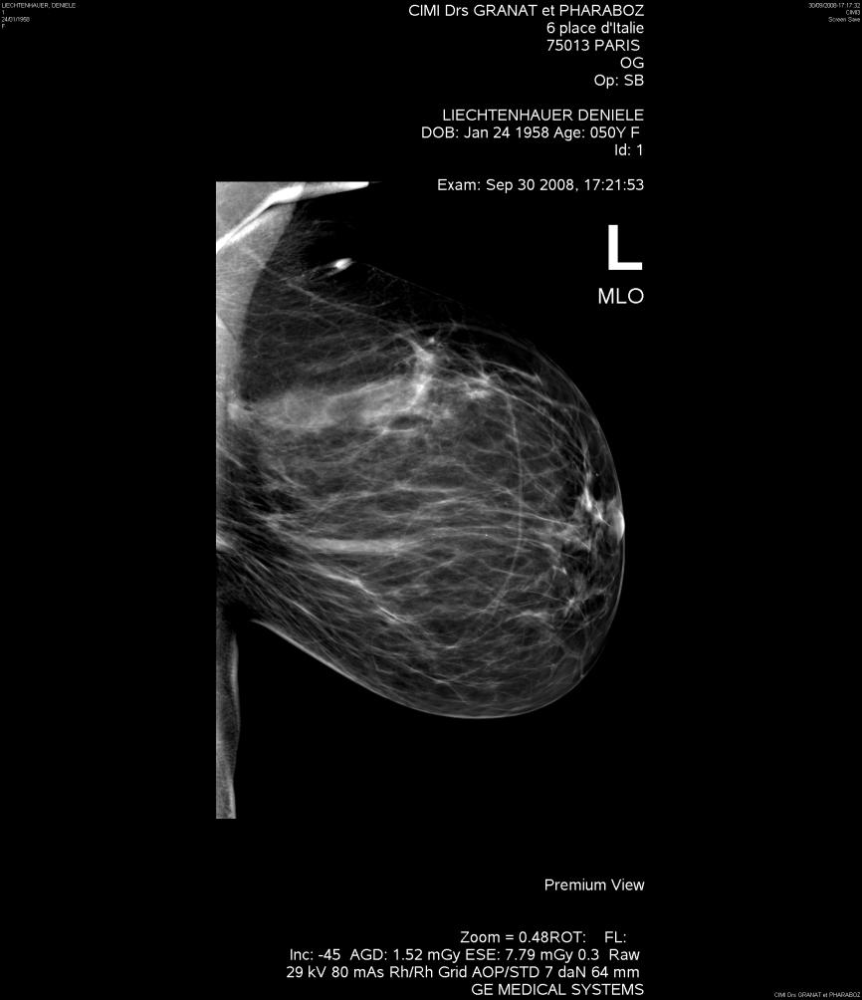 LIECHTENHAUER, DENIELE
1
24/01/1958
F
30/09/2008-17:17:32
CIMI3
Screen Save
CIMI Drs GRANAT et PHARABOZ
6 place d'Italie
75013 PARIS
OG
Op: SB
LIECHTENHAUER DENIELE
DOB: Jan 24 1958 Age: 050Y F
Id: 1
Exam: Sep 30 2008, 17:21:53
L
MLO
Premium View
Zoom = 0.48ROT: FL:
Inc: -45 AGD: 1.52 mGy ESE: 7.79 mGy 0.3 Raw
29 kV 80 mAs Rh/Rh Grid AOP/STD 7 daN 64 mm
GE MEDICAL SYSTEMS
CIMI Drs GRANAT et PHARABOZ